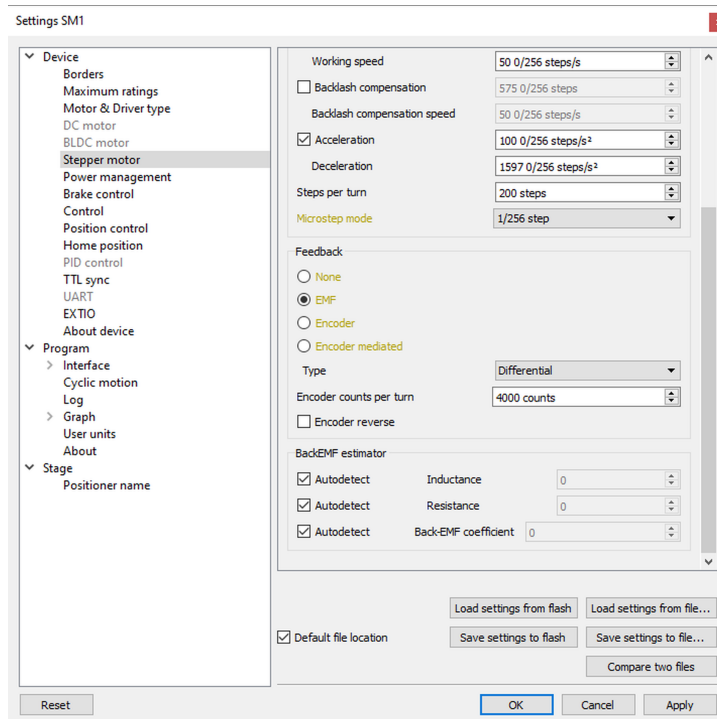 Settings SM1
Device
Borders
Maximum ratings
Motor & Driver type
DC motor
BLDC motor
Stepper motor
Power management
Brake control
Control
Position control
Home position
PID control
TTL sync
UART
EXTIO
About device
Program
Interface
Cyclic motion
Log
Graph
User units
About
Stage
Positioner name
Working speed 50 0/256 steps/s
Backlash compensation 575 0/256 steps
Backlash compensation speed 50 0/256 steps/s
Acceleration 100 0/256 steps/s²
Deceleration 1597 0/256 steps/s²
Steps per turn 200 steps
Microstep mode 1/256 step
Feedback
None
EMF
Encoder
Encoder mediated
Type Differential
Encoder counts per turn 4000 counts
Encoder reverse
BackEMF estimator
Autodetect Inductance 0
Autodetect Resistance 0
Autodetect Back-EMF coefficient 0
Load settings from flash Load settings from file...
Default file location Save settings to flash Save settings to file...
Compare two files
Reset OK Cancel Apply